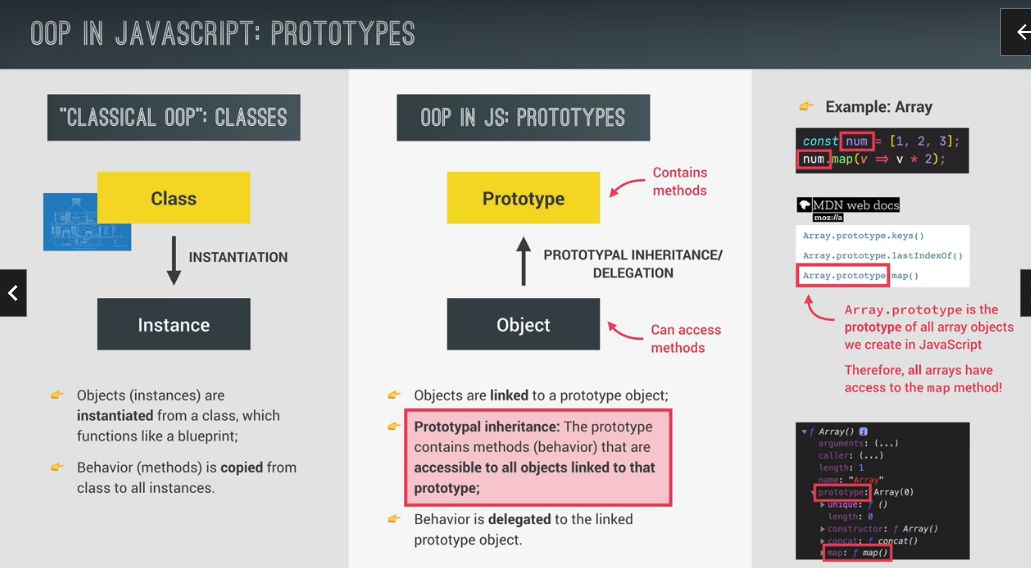 OOP IN JAVASCRIPT: PROTOTYPES
"CLASSICAL OOP": CLASSES
Class
INSTANTIATION
Instance
👉 Objects (instances) are
instantiated from a class, which
functions like a blueprint;
👉 Behavior (methods) is copied from
class to all instances.
OOP IN JS: PROTOTYPES
Prototype
Contains
methods
PROTOTYPAL INHERITANCE/
DELEGATION
Object
Can access
methods
👉 Objects are linked to a prototype object;
👉 Prototypal inheritance: The prototype
contains methods (behavior) that are
accessible to all objects linked to that
prototype;
👉 Behavior is delegated to the linked
prototype object.
👉 Example: Array
const num = [1, 2, 3];
num.map(v => v * 2);
MDN web docs
moz://a
Array.prototype.keys()
Array.prototype.lastIndexOf()
Array.prototype.map()
Array.prototype is the
prototype of all array objects
we create in JavaScript
Therefore, all arrays have
access to the map method!
▼ ƒ Array() i
arguments: (...)
caller: (...)
length: 1
name: "Array"
▼ prototype: Array(0)
▶ unique: ƒ ()
length: 0
▶ constructor: ƒ Array()
▶ concat: ƒ concat()
▶ map: ƒ map()